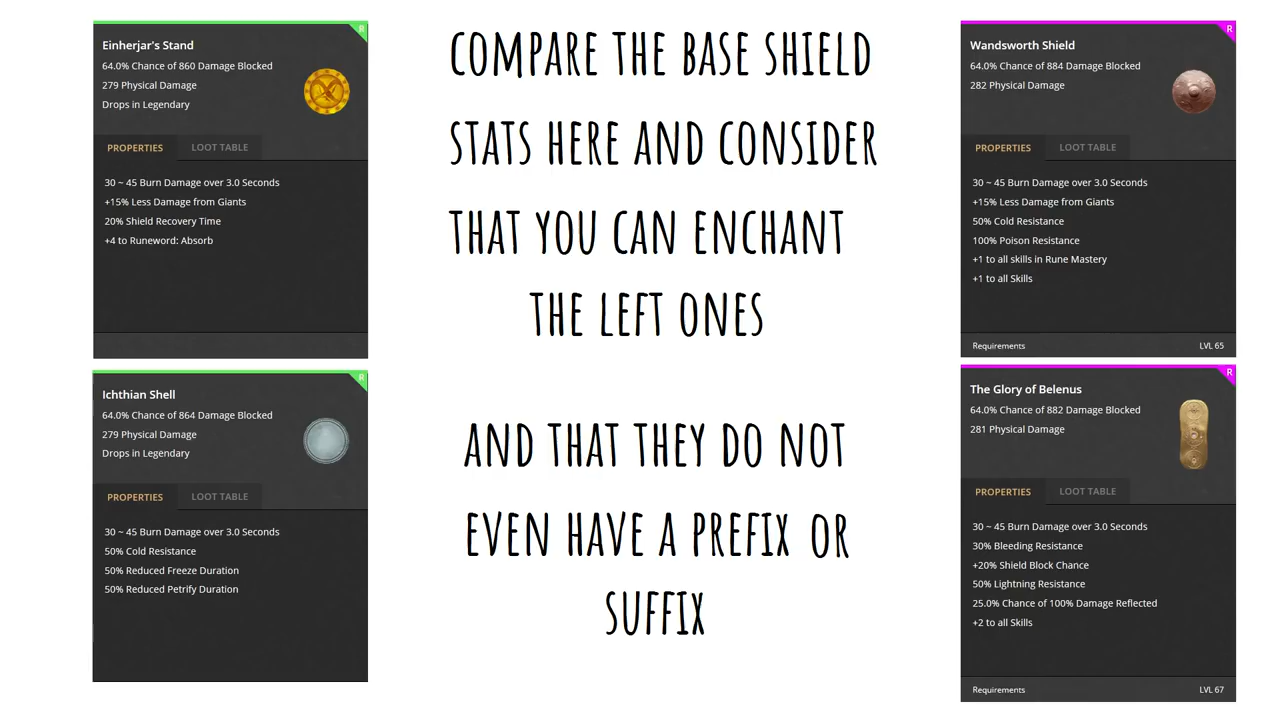 Einherjar's Stand
R
64.0% Chance of 860 Damage Blocked
279 Physical Damage
Drops in Legendary
PROPERTIES LOOT TABLE
30 ~ 45 Burn Damage over 3.0 Seconds
+15% Less Damage from Giants
20% Shield Recovery Time
+4 to Runeword: Absorb
Ichthian Shell
R
64.0% Chance of 864 Damage Blocked
279 Physical Damage
Drops in Legendary
PROPERTIES LOOT TABLE
30 ~ 45 Burn Damage over 3.0 Seconds
50% Cold Resistance
50% Reduced Freeze Duration
50% Reduced Petrify Duration
COMPARE THE BASE SHIELD
STATS HERE AND CONSIDER
THAT YOU CAN ENCHANT
THE LEFT ONES
AND THAT THEY DO NOT
EVEN HAVE A PREFIX OR
SUFFIX
Wandsworth Shield
R
64.0% Chance of 884 Damage Blocked
282 Physical Damage
PROPERTIES LOOT TABLE
30 ~ 45 Burn Damage over 3.0 Seconds
+15% Less Damage from Giants
50% Cold Resistance
100% Poison Resistance
+1 to all skills in Rune Mastery
+1 to all Skills
Requirements LVL 65
The Glory of Belenus
R
64.0% Chance of 882 Damage Blocked
281 Physical Damage
PROPERTIES LOOT TABLE
30 ~ 45 Burn Damage over 3.0 Seconds
30% Bleeding Resistance
+20% Shield Block Chance
50% Lightning Resistance
25.0% Chance of 100% Damage Reflected
+2 to all Skills
Requirements LVL 67